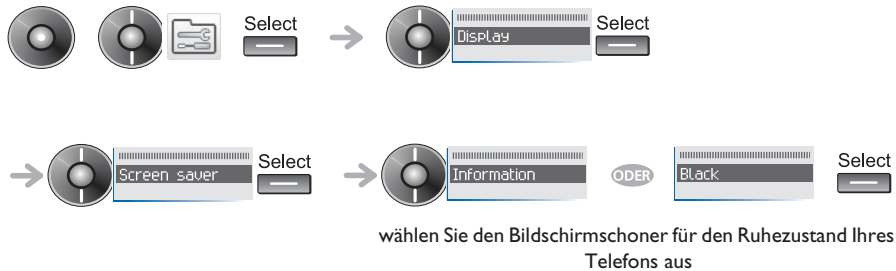 Select
Display
Select
Screen saver
Select
Information
ODER
Black
Select
wählen Sie den Bildschirmschoner für den Ruhezustand Ihres
Telefons aus